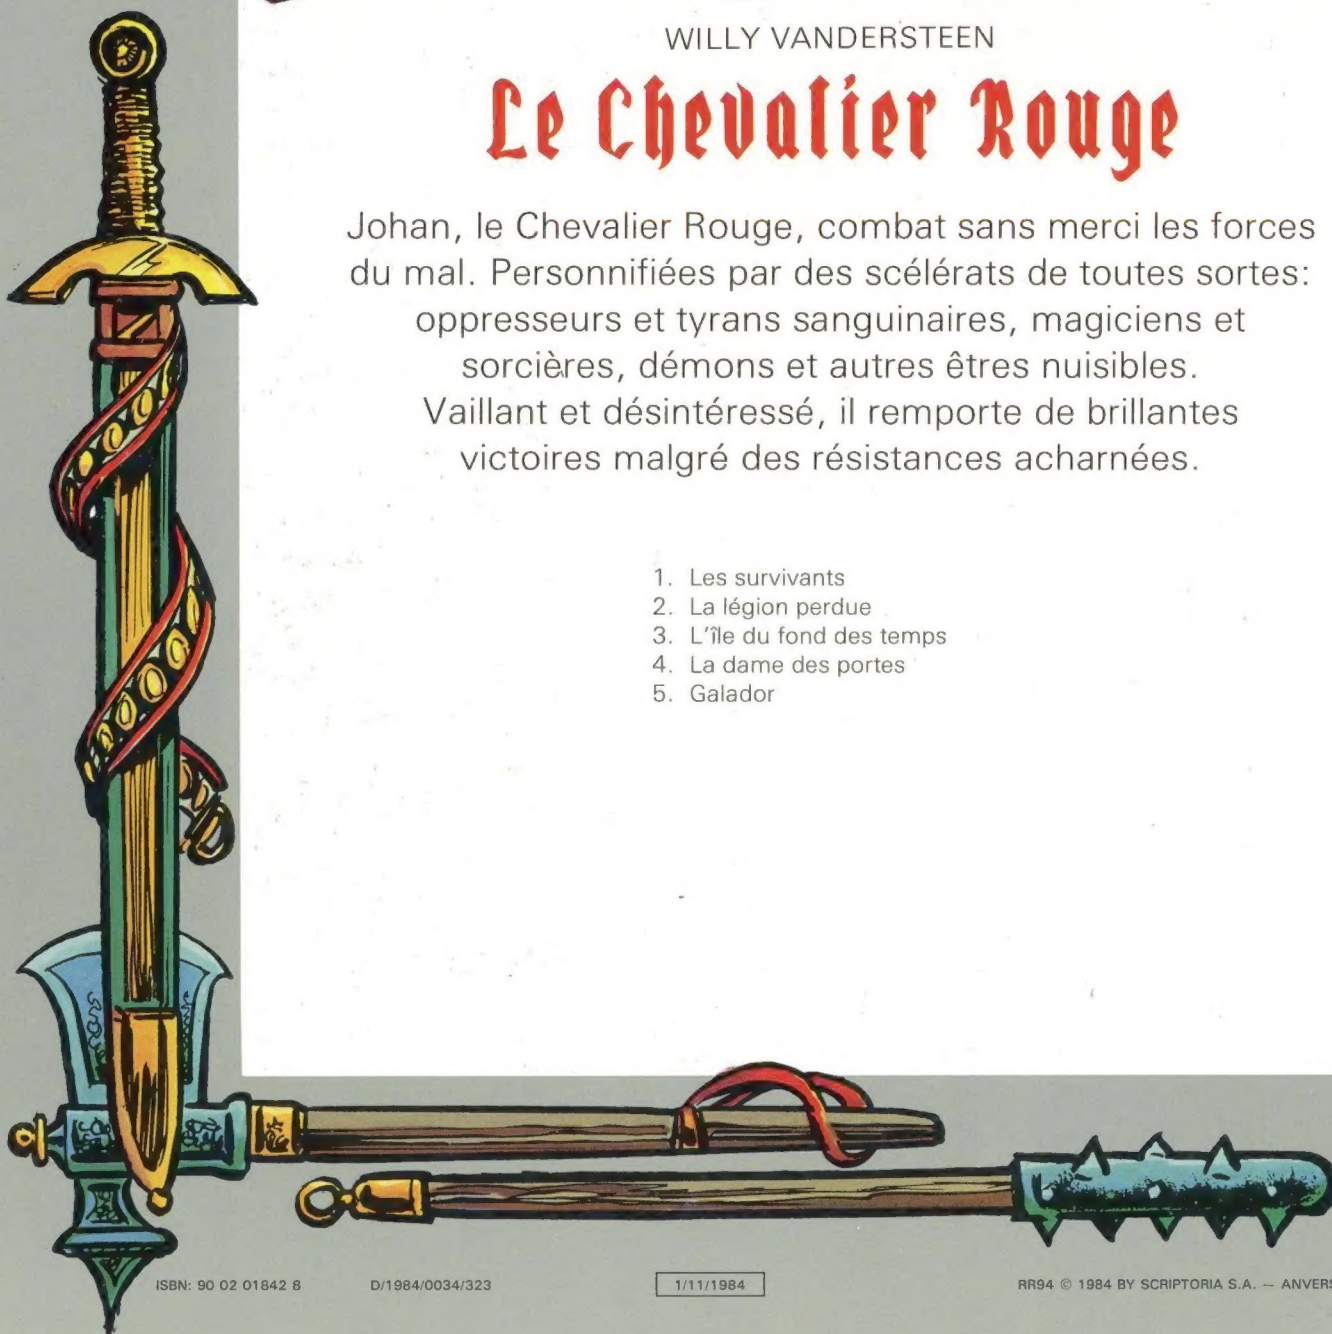 WILLY VANDERSTEEN
Le Chevalier Rouge
Johan, le Chevalier Rouge, combat sans merci les forces
du mal. Personnifiées par des scélérats de toutes sortes:
oppresseurs et tyrans sanguinaires, magiciens et
sorcières, démons et autres êtres nuisibles.
Vaillant et désintéressé, il remporte de brillantes
victoires malgré des résistances acharnées.
1. Les survivants
2. La légion perdue
3. L'île du fond des temps
4. La dame des portes
5. Galador
ISBN: 90 02 01842 8 D/1984/0034/323 1/11/1984 RR94 © 1984 BY SCRIPTORIA S.A. — ANVERS